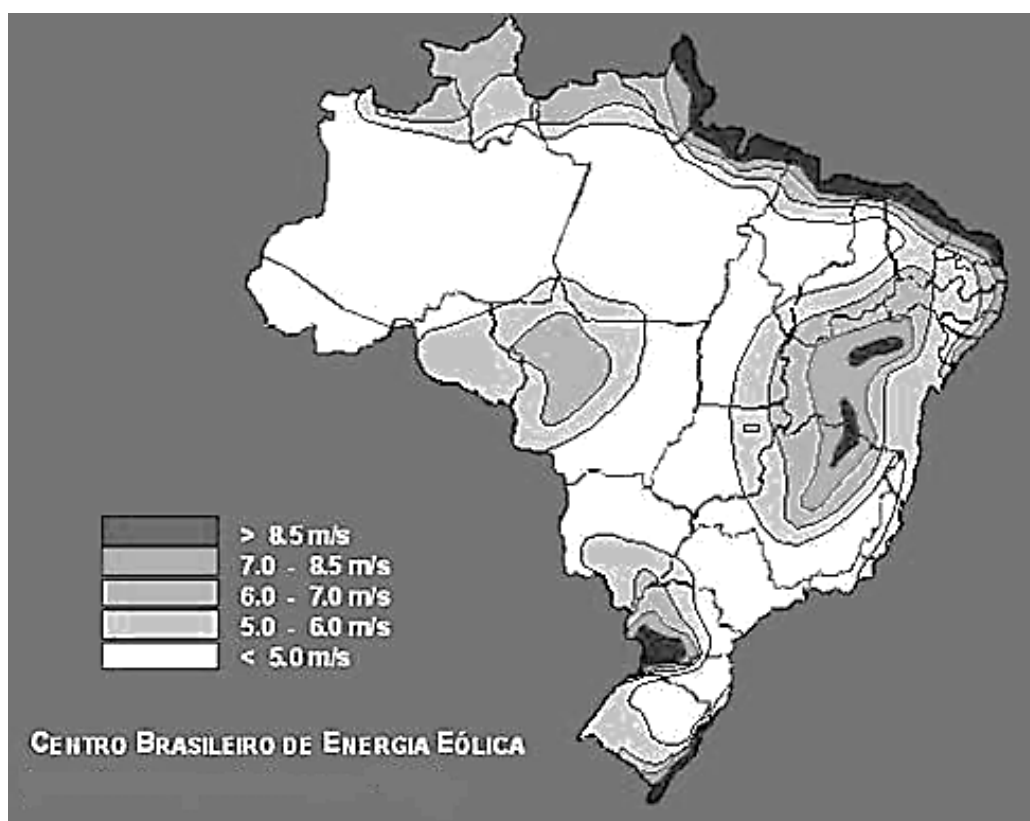 > 8.5 m/s
7.0 - 8.5 m/s
6.0 - 7.0 m/s
5.0 - 6.0 m/s
< 5.0 m/s
CENTRO BRASILEIRO DE ENERGIA EÓLICA